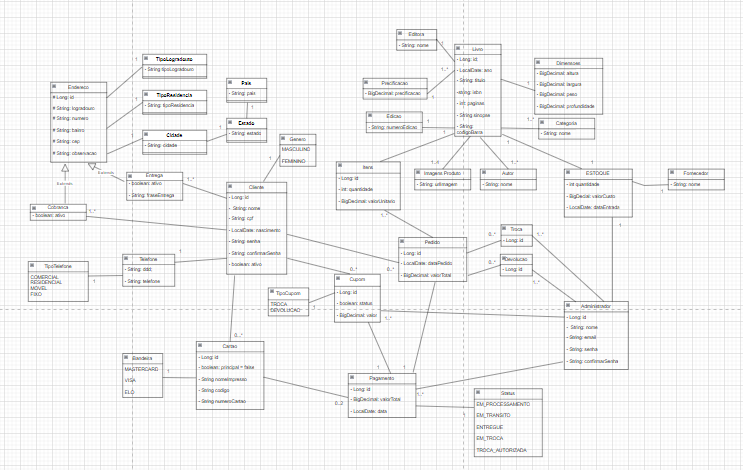 Editora
- String: nome
Livro
- Long: id
- LocalDate: ano
- String: titulo
- String: isbn
- int: paginas
- String sinopse
- String:
codigoBarra
Dimensoes
- BigDecimal: altura
- BigDecimal: largura
- BigDecimal: peso
- BigDecimal: profundidade
Precificacao
- BigDecimal: precificacao
Edicao
- String: numeroEdicao
Categoria
- String: nome
TipoLogradouro
- String: tipoLogradouro
Endereco
# Long: id
# String: logradouro
# String: numero
# String: bairro
# String: cep
# String: observacao
TipoResidencia
- String: tipoResidencia
Pais
- String: pais
Cidade
- String: cidade
Estado
- String: estado
Genero
MASCULINO
FEMININO
Extends
Extends
Entrega
- boolean: ativo
- String: fraseEntrega
Cobranca
- boolean: ativo
Cliente
- Long: id
- String: nome
- String: cpf
- LocalDate: nascimento
- String: senha
- String: confirmarSenha
- boolean: ativo
Itens
- Long: id
- int: quantidade
- BigDecimal: valorUnitario
Imagens Produto
- String: urlImagem
Autor
- String: nome
ESTOQUE
- int quantidade
- BigDecial: valorCusto
- LocalDate: dataEntrada
Fornecedor
- String: nome
TipoTelefone
COMERCIAL
RESIDENCIAL
MOVEL
FIXO
Telefone
- String: ddd;
- String: telefone
Pedido
- Long: id
- LocalDate: dataPedido
- BigDecimal: valorTotal
Troca
- Long: id
Devolucao
- Long: id
TipoCupom
TROCA
DEVOLUCAO
Cupom
- Long: id
- boolean: status
- BigDecimal: valor
Administrador
- Long: id
- String: nome
- String: email
- String: senha
- String: confirmarSenha
Bandeira
MASTERCARD
VISA
ELO
Cartao
- Long: id
- boolean: principal = false
- String nomeImpresso
- String codigo
- String numeroCartao
Pagamento
- Long: id
- BigDecimal: valorTotal
- LocalDate: data
Status
EM_PROCESSAMENTO
EM_TRANSITO
ENTREGUE
EM_TROCA
TROCA_AUTORIZADA